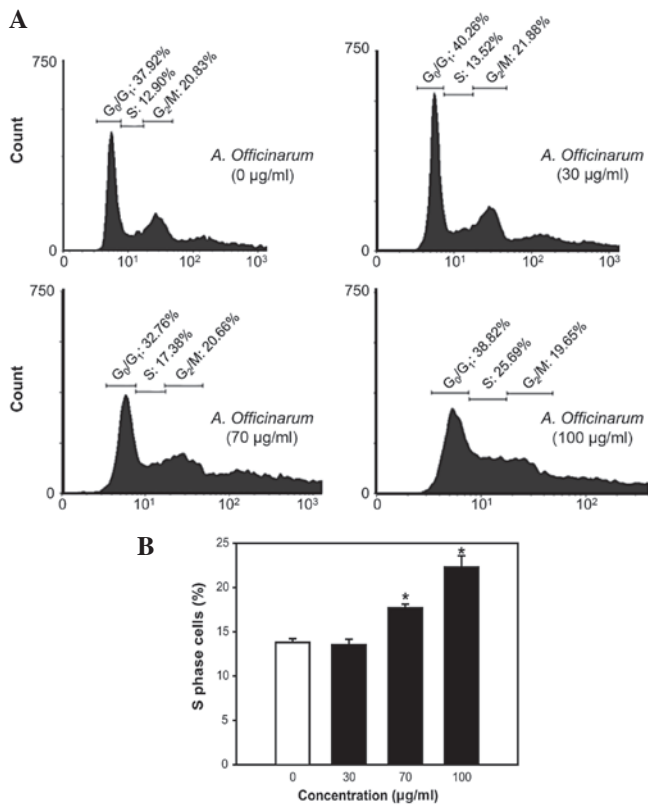 A
750
Count
0
G₀/G₁: 37.92%
S: 12.90%
G₂/M: 20.83%
A. Officinarum
(0 µg/ml)
0 10¹ 10² 10³
750
0
G₀/G₁: 40.26%
S: 13.52%
G₂/M: 21.88%
A. Officinarum
(30 µg/ml)
0 10¹ 10² 10³
750
Count
0
G₀/G₁: 32.76%
S: 17.38%
G₂/M: 20.66%
A. Officinarum
(70 µg/ml)
0 10¹ 10² 10³
750
0
G₀/G₁: 38.82%
S: 25.69%
G₂/M: 19.65%
A. Officinarum
(100 µg/ml)
0 10¹ 10²
B
S phase cells (%)
25
20
15
10
5
0
*
*
0 30 70 100
Concentration (µg/ml)